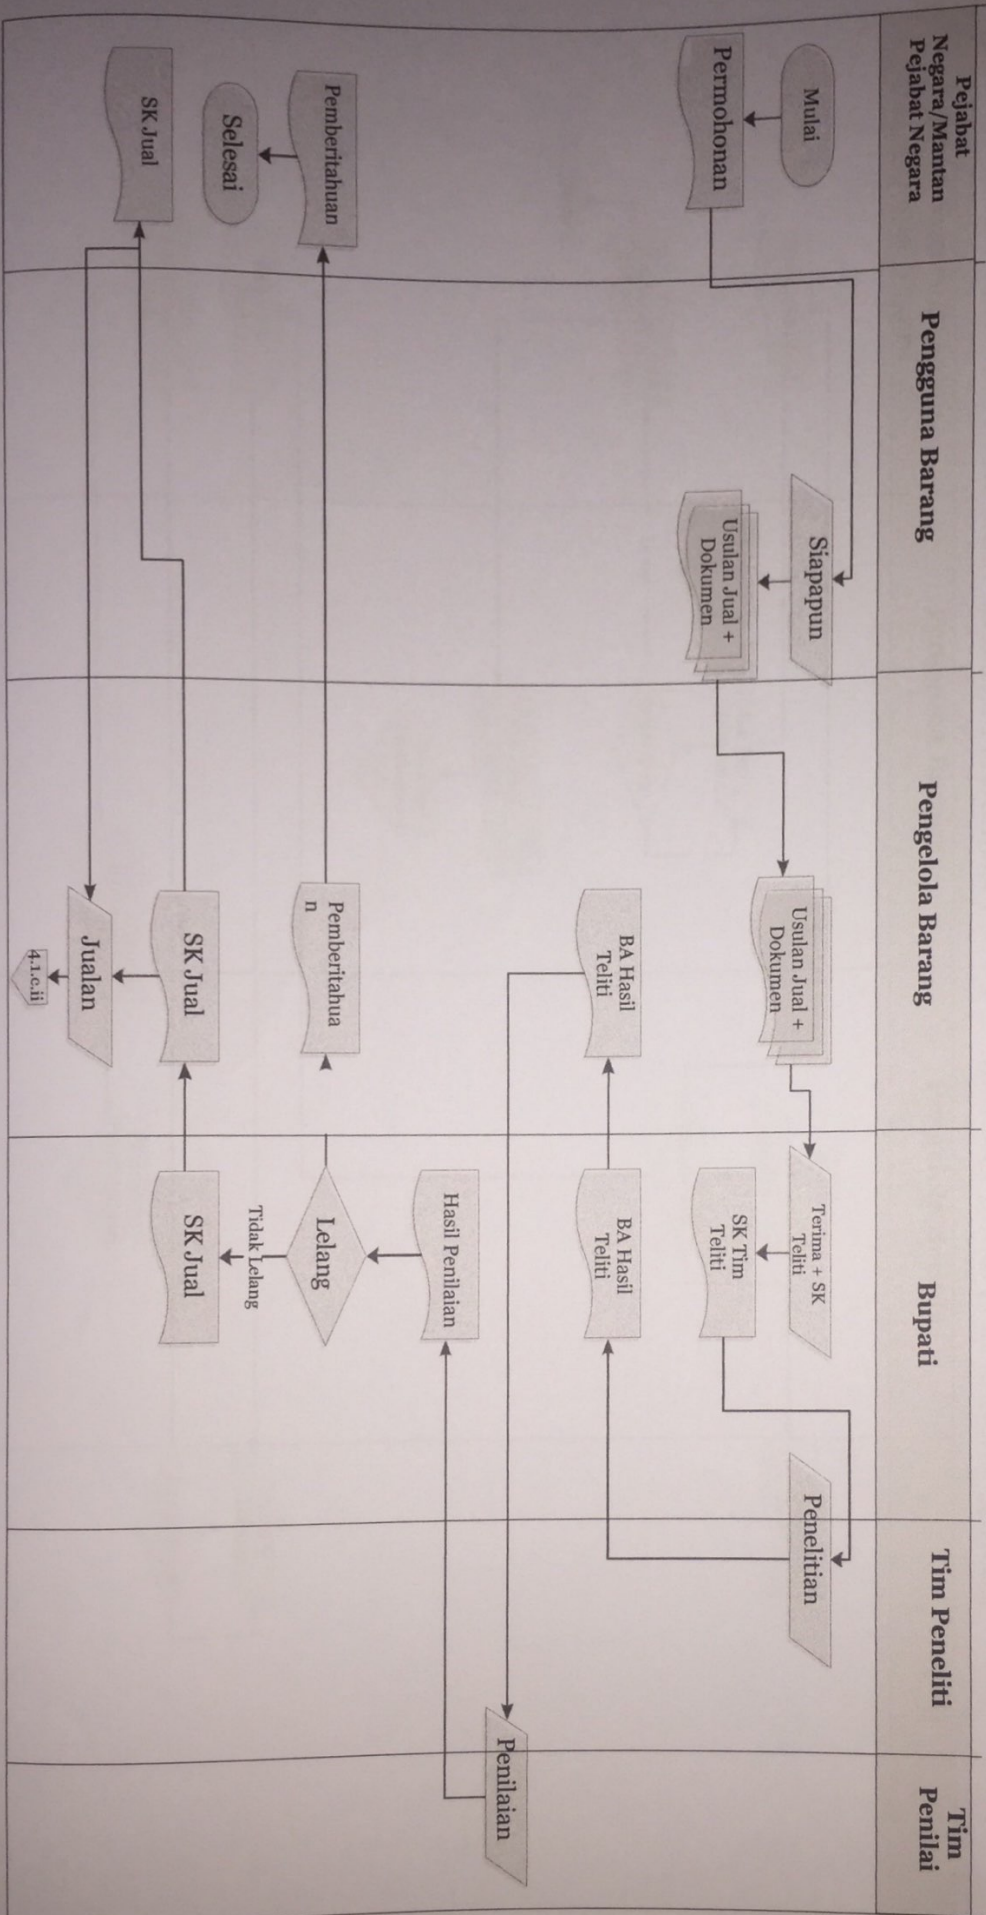 Pejabat
Negara/Mantan
Pejabat Negara
Pengguna Barang
Pengelola Barang
Bupati
Tim Peneliti
Tim
Penilai
Mulai
Permohonan
Siapapun
Usulan Jual +
Dokumen
Usulan Jual +
Dokumen
Terima + SK
Teliti
SK Tim
Teliti
Penelitian
BA Hasil
Teliti
BA Hasil
Teliti
Penilaian
Hasil Penilaian
Lelang
Pemberitahua
n
Pemberitahuan
Selesai
Tidak Lelang
SK Jual
SK Jual
SK Jual
Jualan
4.1.c.ii